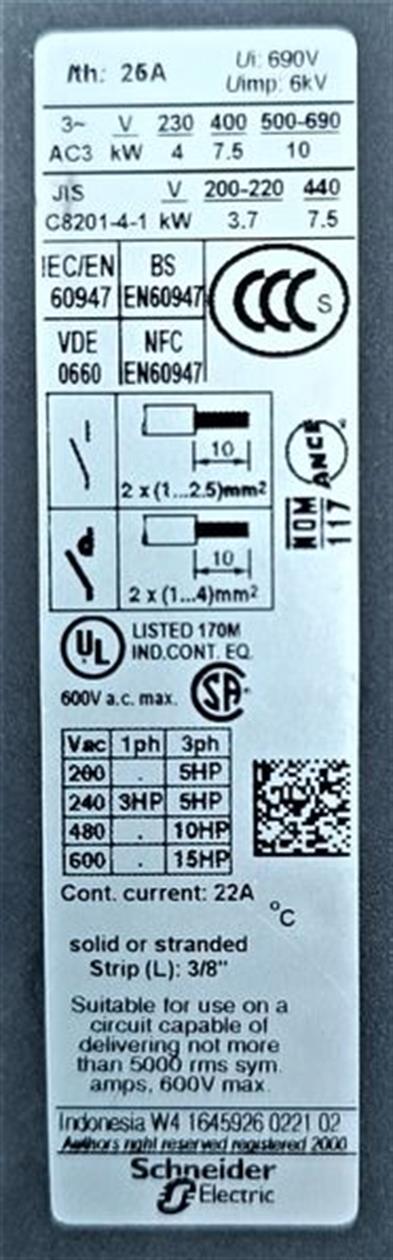 Ith: 25A
Ui: 690V
Uimp: 6kV
3~ V 230 400 500-690
AC3 kW 4 7.5 10
JIS V 200-220 440
C8201-4-1 kW 3.7 7.5
IEC/EN
60947
BS
EN60947
VDE
0660
NFC
EN60947
CCC S
10
2 x (1...2.5)mm²
10
2 x (1...4)mm²
ANCE
NOM
117
UL
LISTED 170M
IND.CONT. EQ.
600V a.c. max.
SA
Vac 1ph 3ph
200 . 5HP
240 3HP 5HP
480 . 10HP
600 . 15HP
Cont. current: 22A
°C
solid or stranded
Strip (L): 3/8"
Suitable for use on a
circuit capable of
delivering not more
than 5000 rms sym.
amps, 600V max.
Indonesia W4 1645926 0221 02
Authors right reserved registered 2000
Schneider
Electric